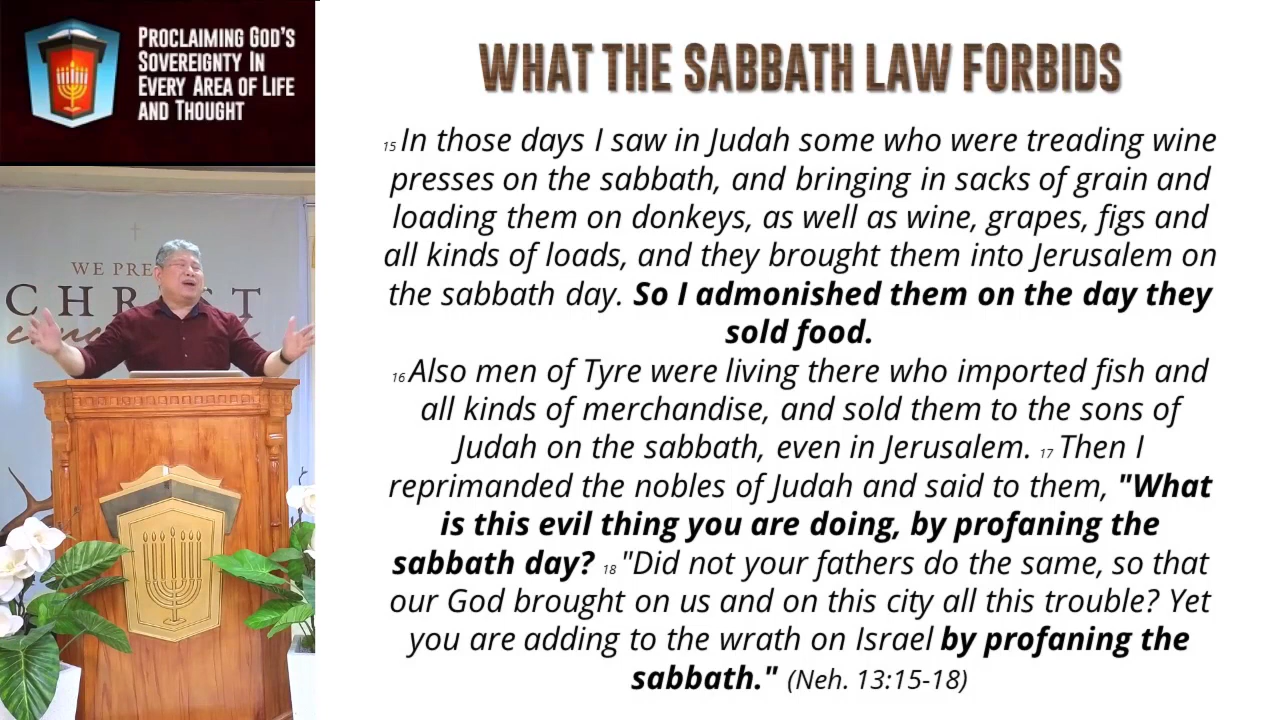 PROCLAIMING GOD'S
SOVEREIGNTY IN
EVERY AREA OF LIFE
AND THOUGHT
WE PRE
CHRIST
WHAT THE SABBATH LAW FORBIDS
15 In those days I saw in Judah some who were treading wine
presses on the sabbath, and bringing in sacks of grain and
loading them on donkeys, as well as wine, grapes, figs and
all kinds of loads, and they brought them into Jerusalem on
the sabbath day. So I admonished them on the day they
sold food.
16 Also men of Tyre were living there who imported fish and
all kinds of merchandise, and sold them to the sons of
Judah on the sabbath, even in Jerusalem. 17 Then I
reprimanded the nobles of Judah and said to them, "What
is this evil thing you are doing, by profaning the
sabbath day? 18 "Did not your fathers do the same, so that
our God brought on us and on this city all this trouble? Yet
you are adding to the wrath on Israel by profaning the
sabbath." (Neh. 13:15-18)